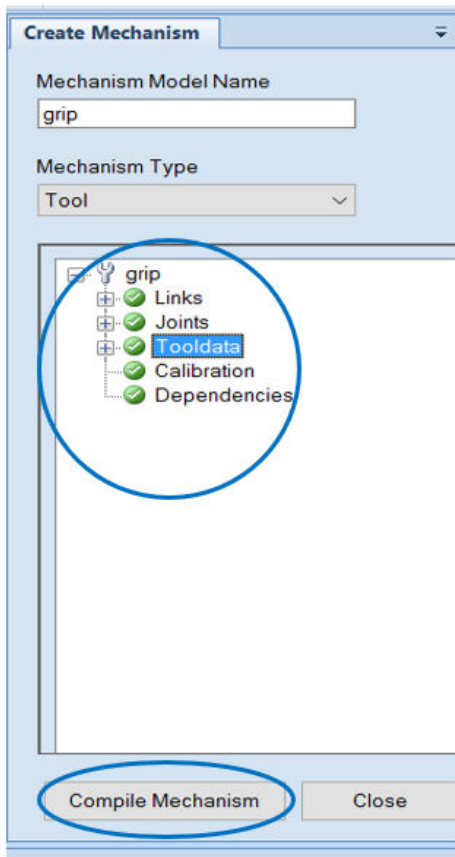 Create Mechanism
Mechanism Model Name
grip
Mechanism Type
Tool
grip
Links
Joints
Tooldata
Calibration
Dependencies
Compile Mechanism
Close